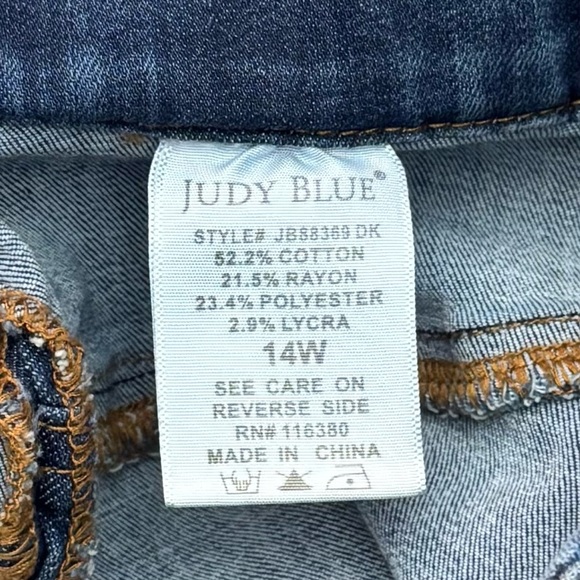 JUDY BLUE®
STYLE# JB88369 DK
52.2% COTTON
21.5% RAYON
23.4% POLYESTER
2.9% LYCRA
14W
SEE CARE ON
REVERSE SIDE
RN# 116380
MADE IN CHINA